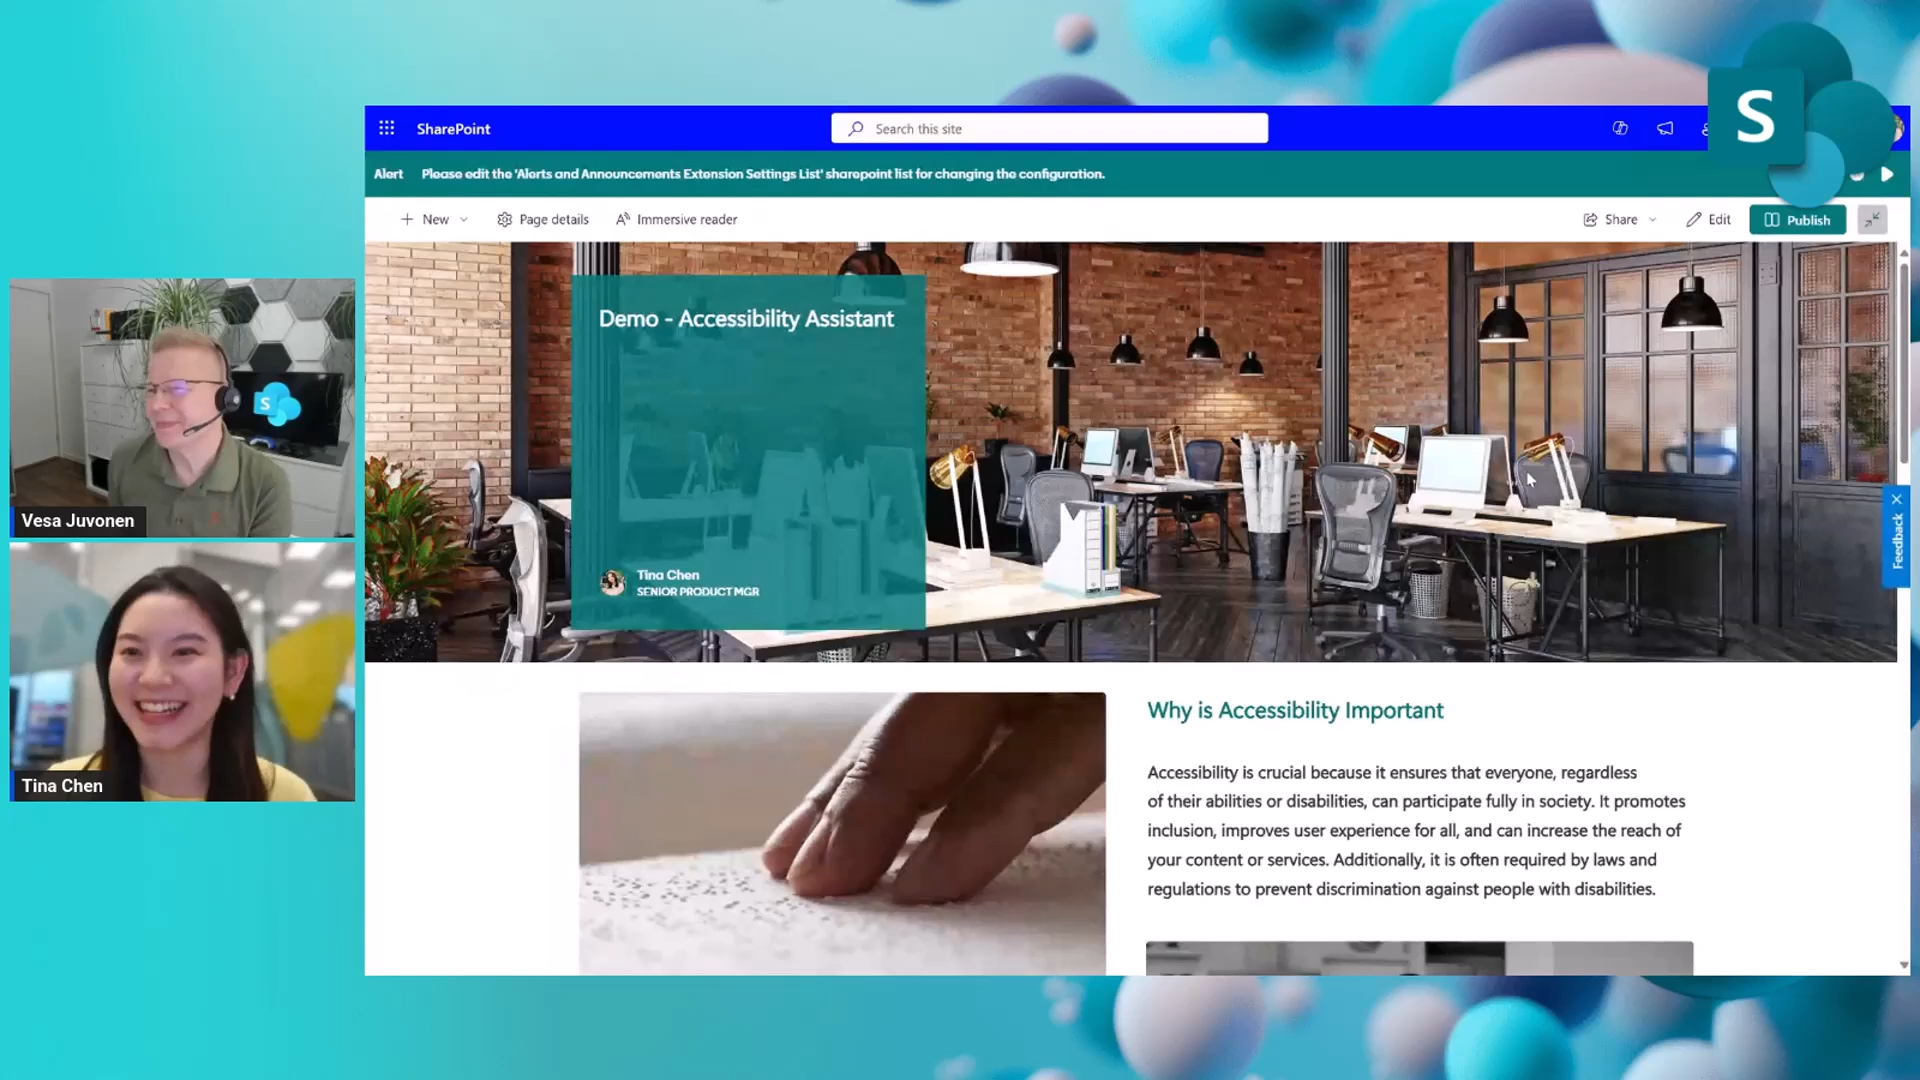 SharePoint
Search this site
S
Alert Please edit the 'Alerts and Announcements Extension Settings List' sharepoint list for changing the configuration.
New Page details Immersive reader Share Edit Publish
Demo - Accessibility Assistant
Tina Chen
SENIOR PRODUCT MGR
Feedback
S
Vesa Juvonen
Tina Chen
Why is Accessibility Important
Accessibility is crucial because it ensures that everyone, regardless
of their abilities or disabilities, can participate fully in society. It promotes
inclusion, improves user experience for all, and can increase the reach of
your content or services. Additionally, it is often required by laws and
regulations to prevent discrimination against people with disabilities.